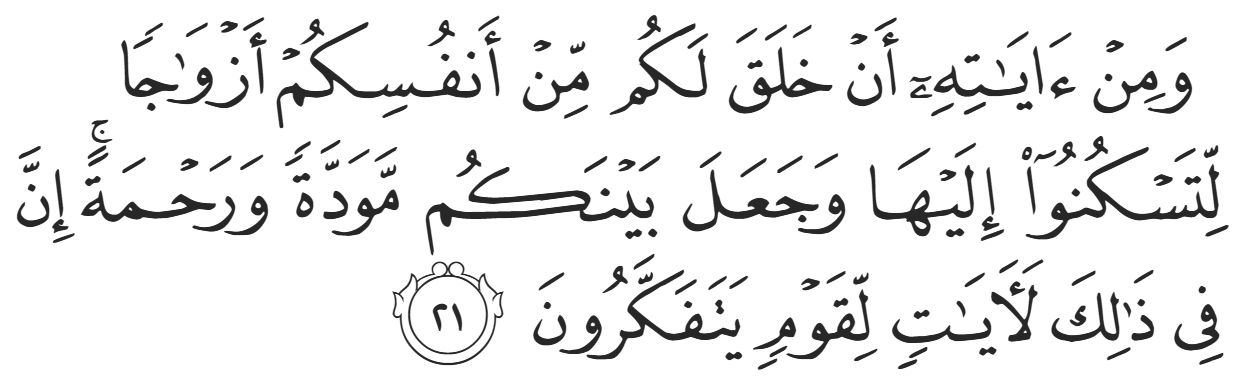 وَمِنْ ءَايَـٰتِهِۦٓ أَنْ خَلَقَ لَكُم مِّنْ أَنفُسِكُمْ أَزْوَٰجًا
لِّتَسْكُنُوٓا۟ إِلَيْهَا وَجَعَلَ بَيْنَكُم مَّوَدَّةً وَرَحْمَةً ۚ إِنَّ
فِى ذَٰلِكَ لَـَٔايَـٰتٍ لِّقَوْمٍ يَتَفَكَّرُونَ ٢١